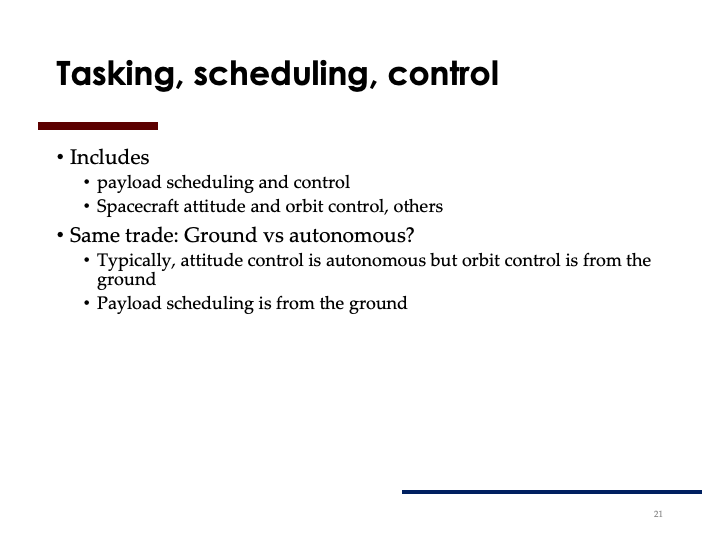 Tasking, scheduling, control
• Includes
• payload scheduling and control
• Spacecraft attitude and orbit control, others
• Same trade: Ground vs autonomous?
• Typically, attitude control is autonomous but orbit control is from the
ground
• Payload scheduling is from the ground
21